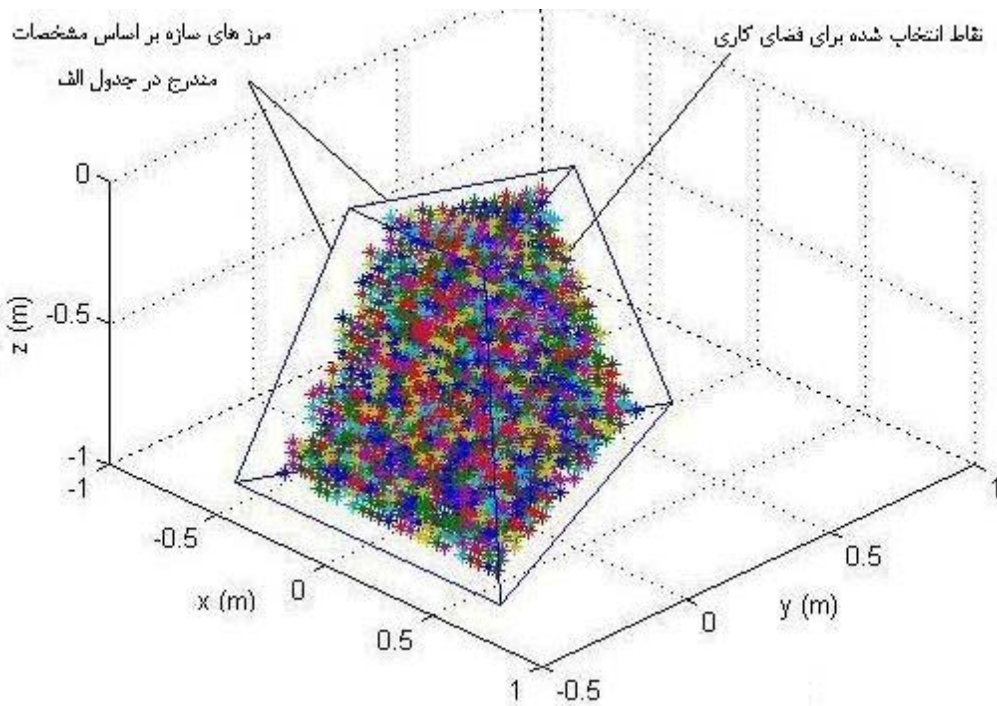 مرز های سازه بر اساس مشخصات
مندرج در جدول الف
نقاط انتخاب شده برای فضای کاری
0
-0.5
-1
z (m)
-1
-0.5
0
0.5
1
x (m)
-0.5
0
0.5
1
y (m)